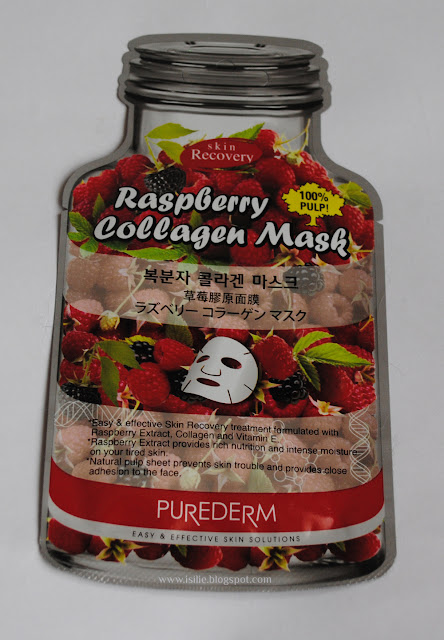 skin
Recovery
Raspberry
100%
PULP!
Collagen Mask
복분자 콜라겐 마스크
草莓膠原面膜
ラズベリー コラーゲン マスク
*Easy & effective Skin Recovery treatment formulated with
Raspberry Extract, Collagen and Vitamin E.
*Raspberry Extract provides rich nutrition and intense moisture
on your tired skin.
*Natural pulp sheet prevents skin trouble and provides close
adhesion to the face.
PUREDERM
EASY & EFFECTIVE SKIN SOLUTIONS
www.isilie.blogspot.com